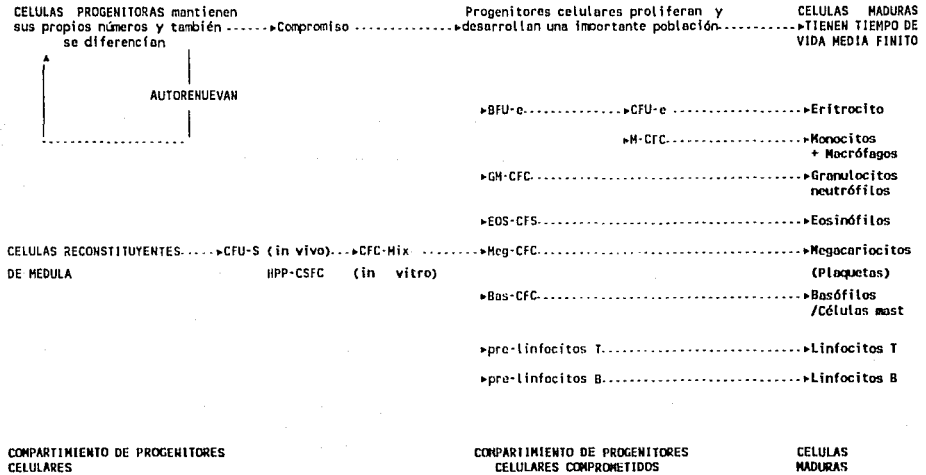 CELULAS PROGENITORAS mantienen
sus propios números y también
se diferencían
Compromiso
Progenitores celulares proliferan y
desarrollan una importante población
CELULAS MADURAS
TIENEN TIEMPO DE
VIDA MEDIA FINITO
AUTORENUEVAN
BFU-e CFU-e Eritrocito
M-CFC Monocitos
+ Macrófagos
GM-CFC Granulocitos
neutrófilos
EOS-CFS Eosinófilos
CELULAS RECONSTITUYENTES CFU-S (in vivo) CFC-Mix Meg-CFC Megacariocitos
DE MEDULA HPP-CSFC (in vitro) (Plaquetas)
Bas-CFC Basófilos
/Células mast
pre-linfocitos T Linfocitos T
pre-linfocitos B Linfocitos B
COMPARTIMIENTO DE PROGENITORES
CELULARES
COMPARTIMIENTO DE PROGENITORES
CELULARES COMPROMETIDOS
CELULAS
MADURAS